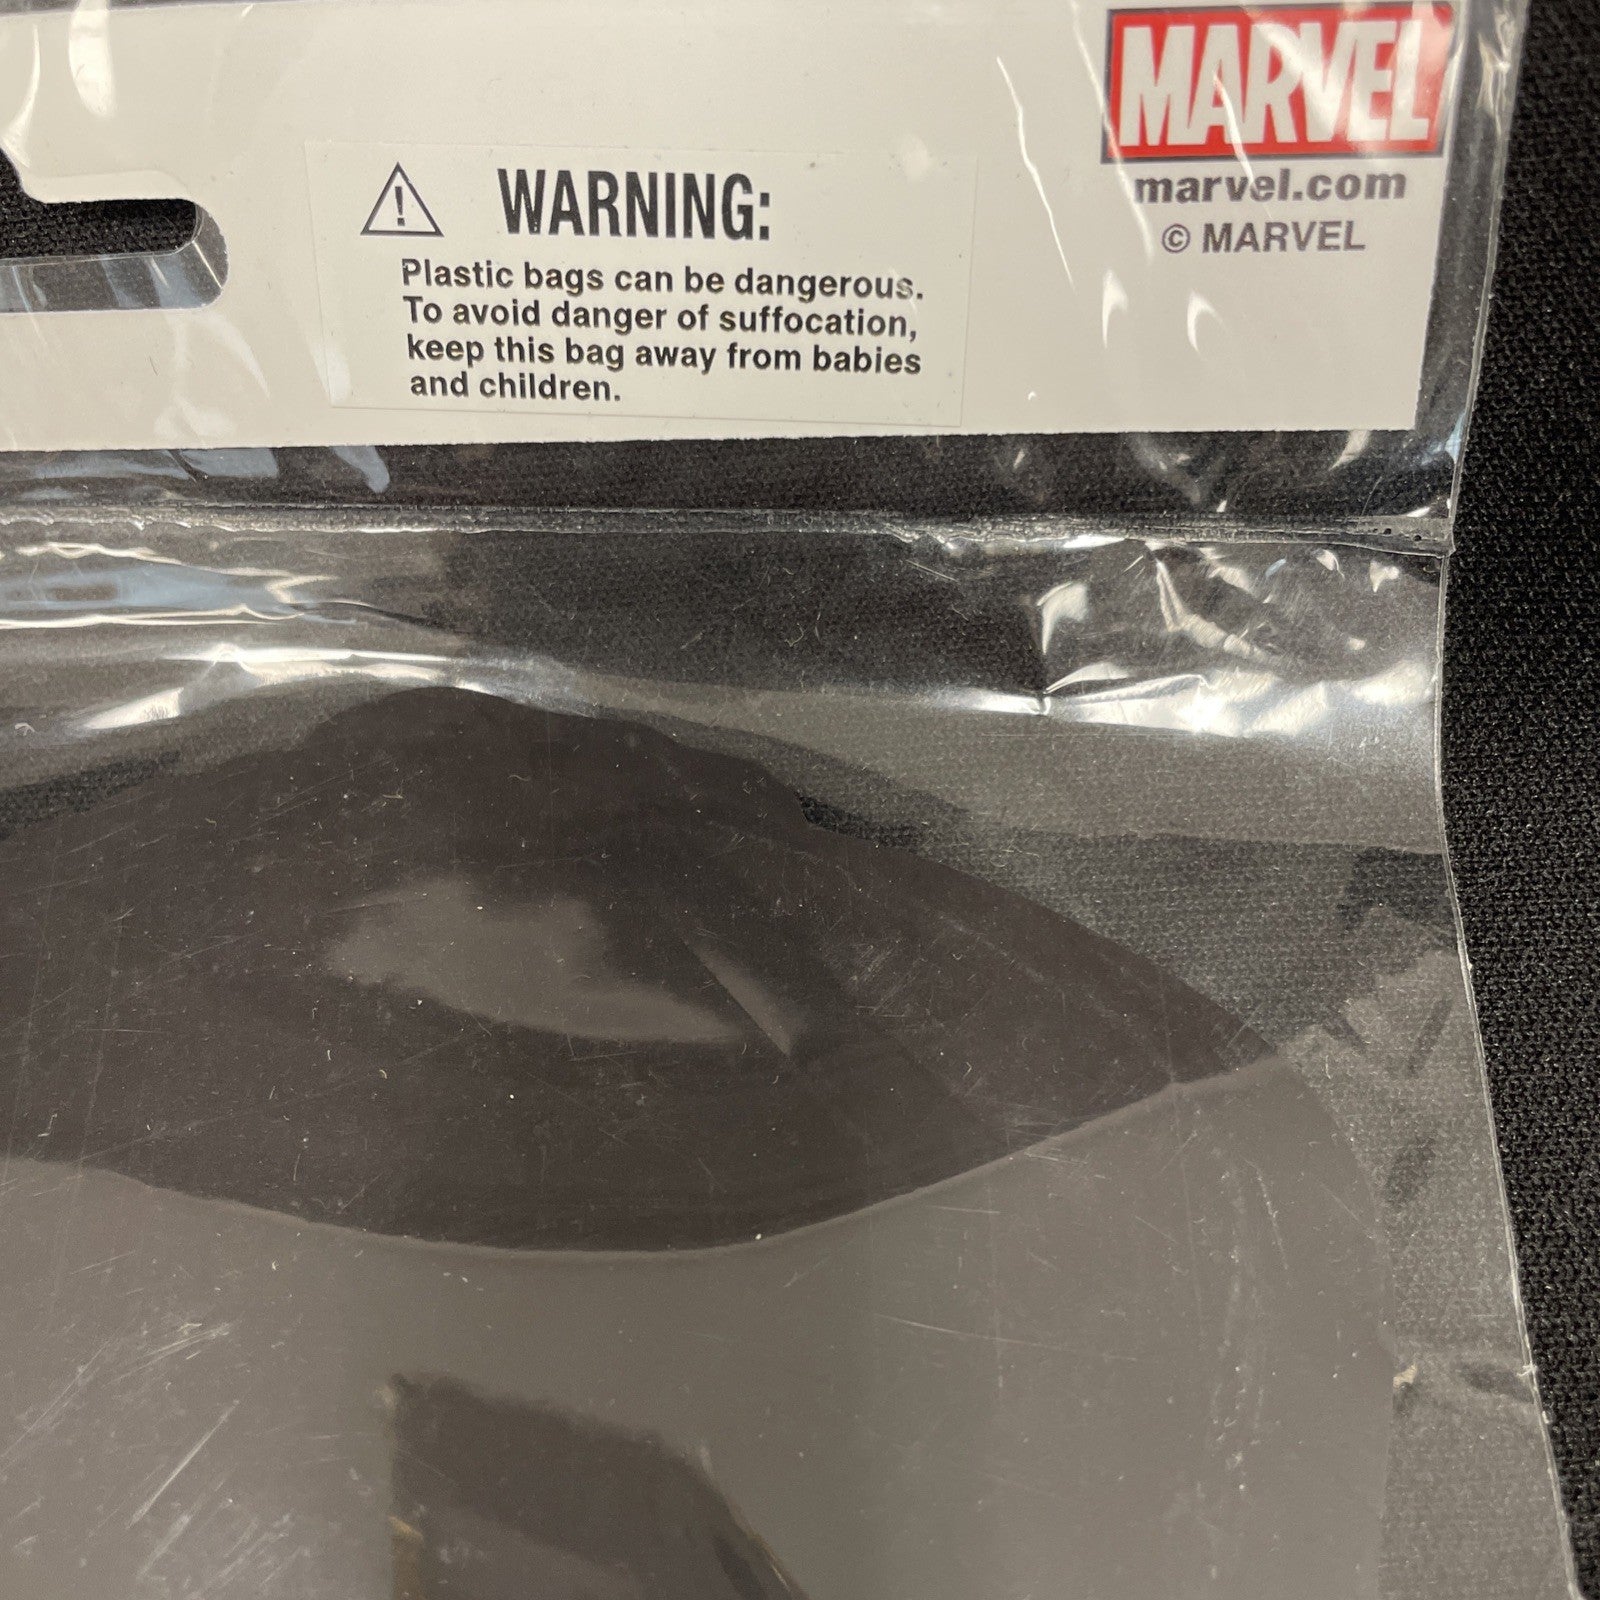 MARVEL
marvel.com
© MARVEL
WARNING:
Plastic bags can be dangerous.
To avoid danger of suffocation,
keep this bag away from babies
and children.